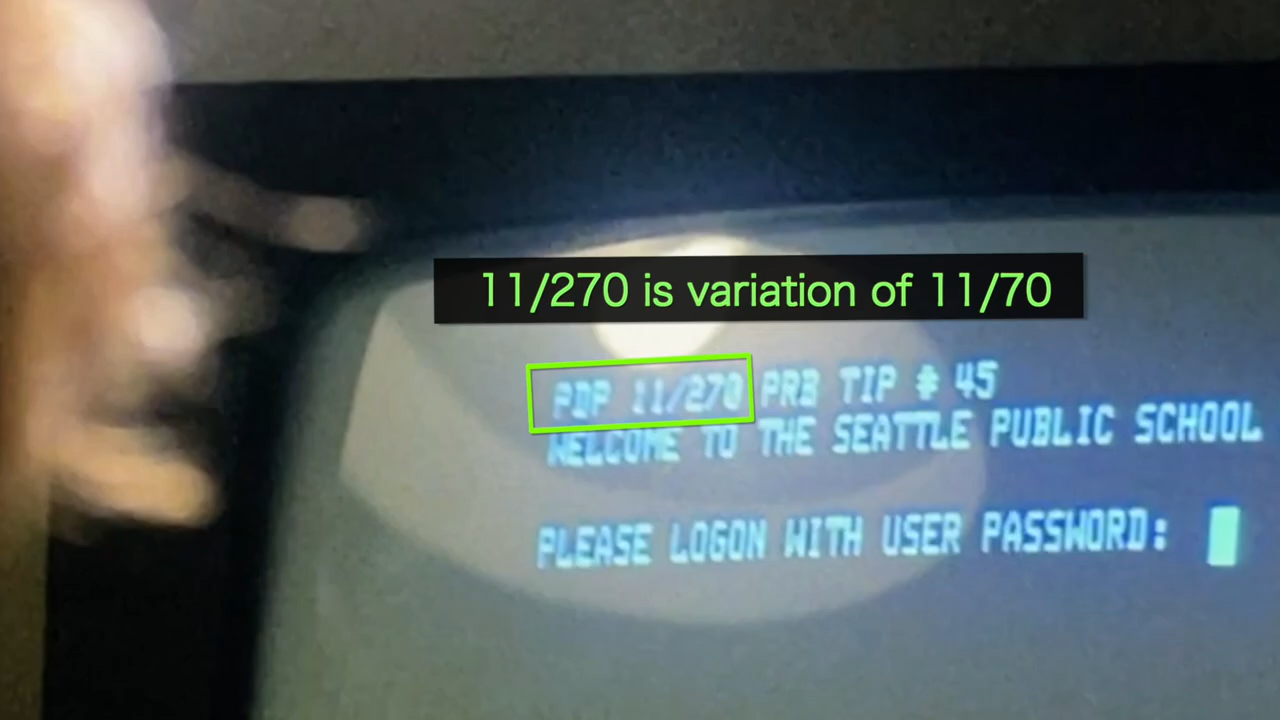 11/270 is variation of 11/70
PDP 11/270 PRB TIP # 45
WELCOME TO THE SEATTLE PUBLIC SCHOOL
PLEASE LOGON WITH USER PASSWORD: